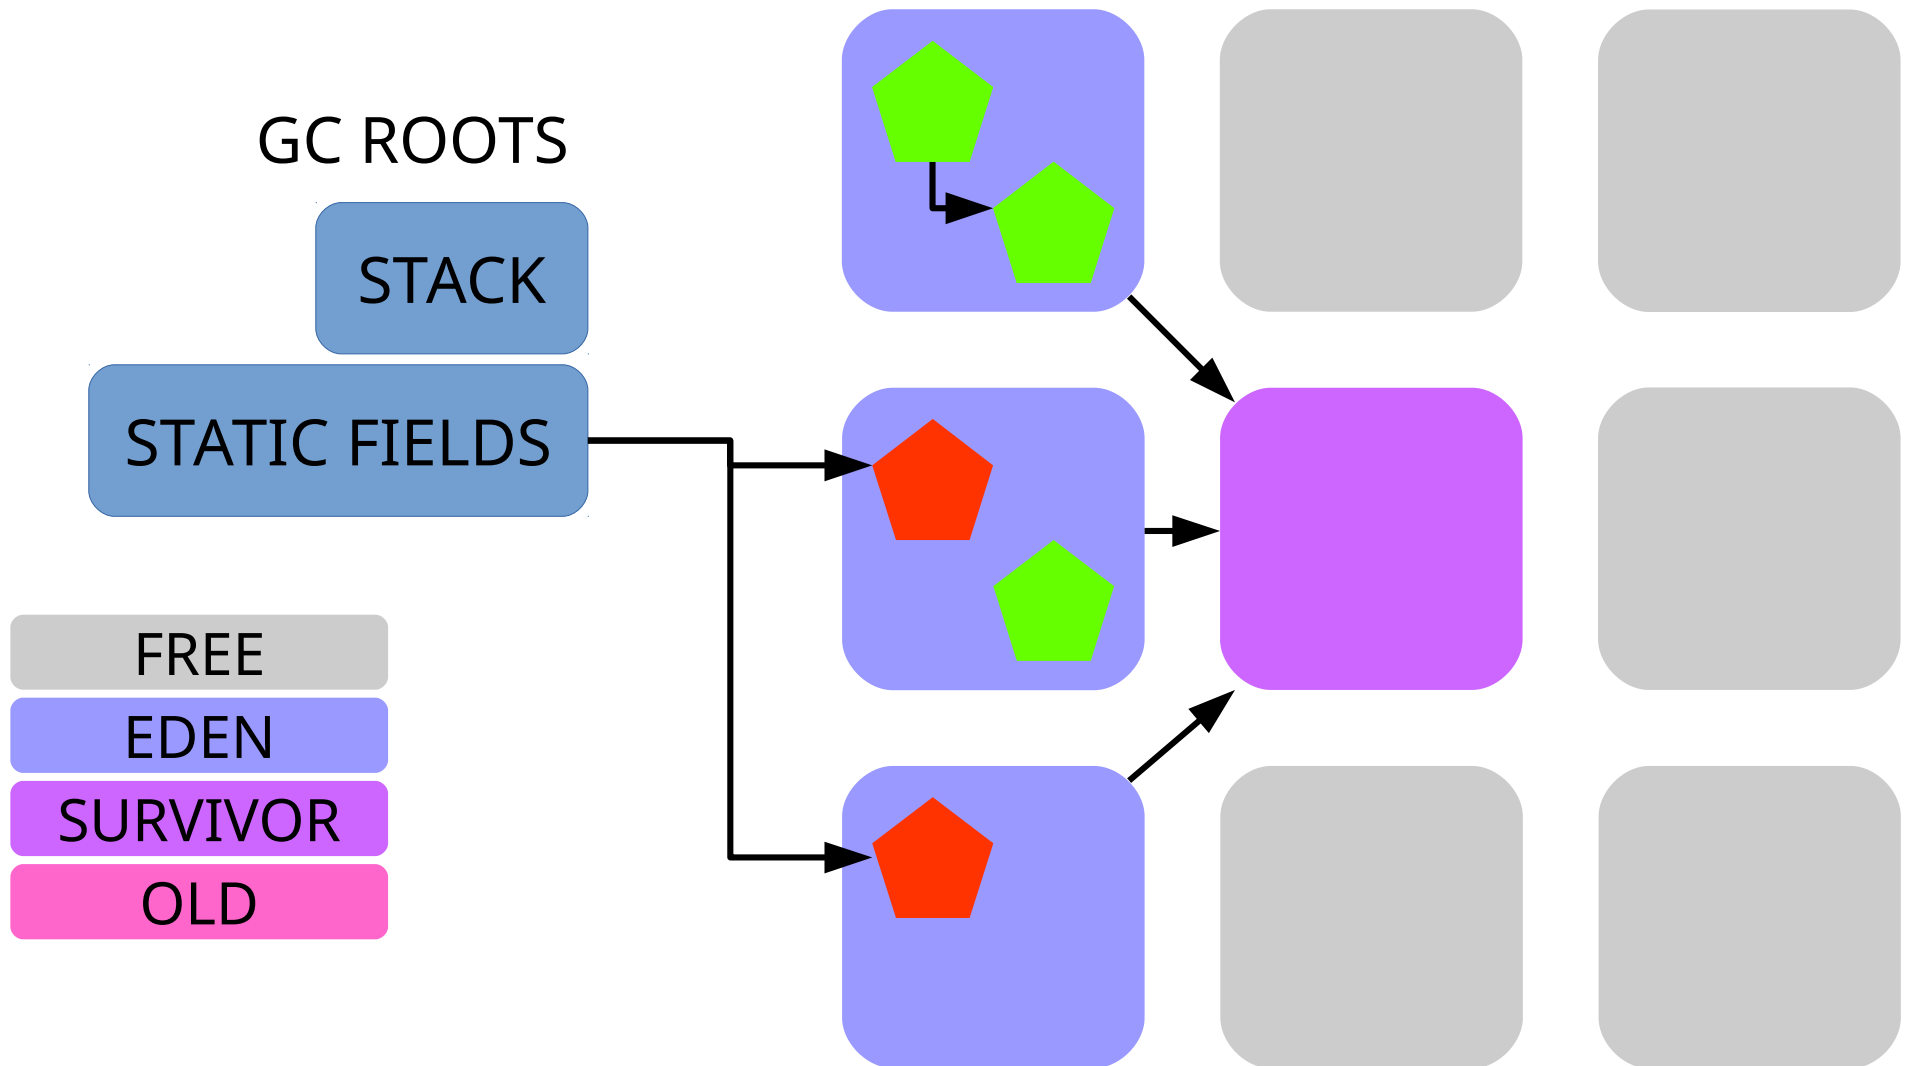 GC ROOTS
STACK
STATIC FIELDS
FREE
EDEN
SURVIVOR
OLD